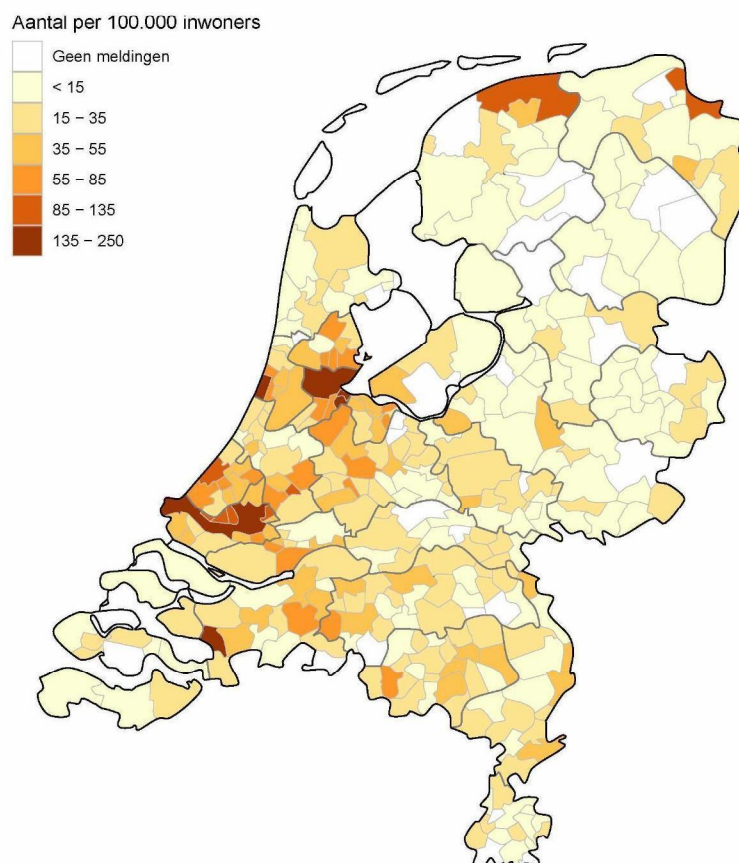 Aantal per 100.000 inwoners
Geen meldingen
< 15
15 – 35
35 – 55
55 – 85
85 – 135
135 – 250